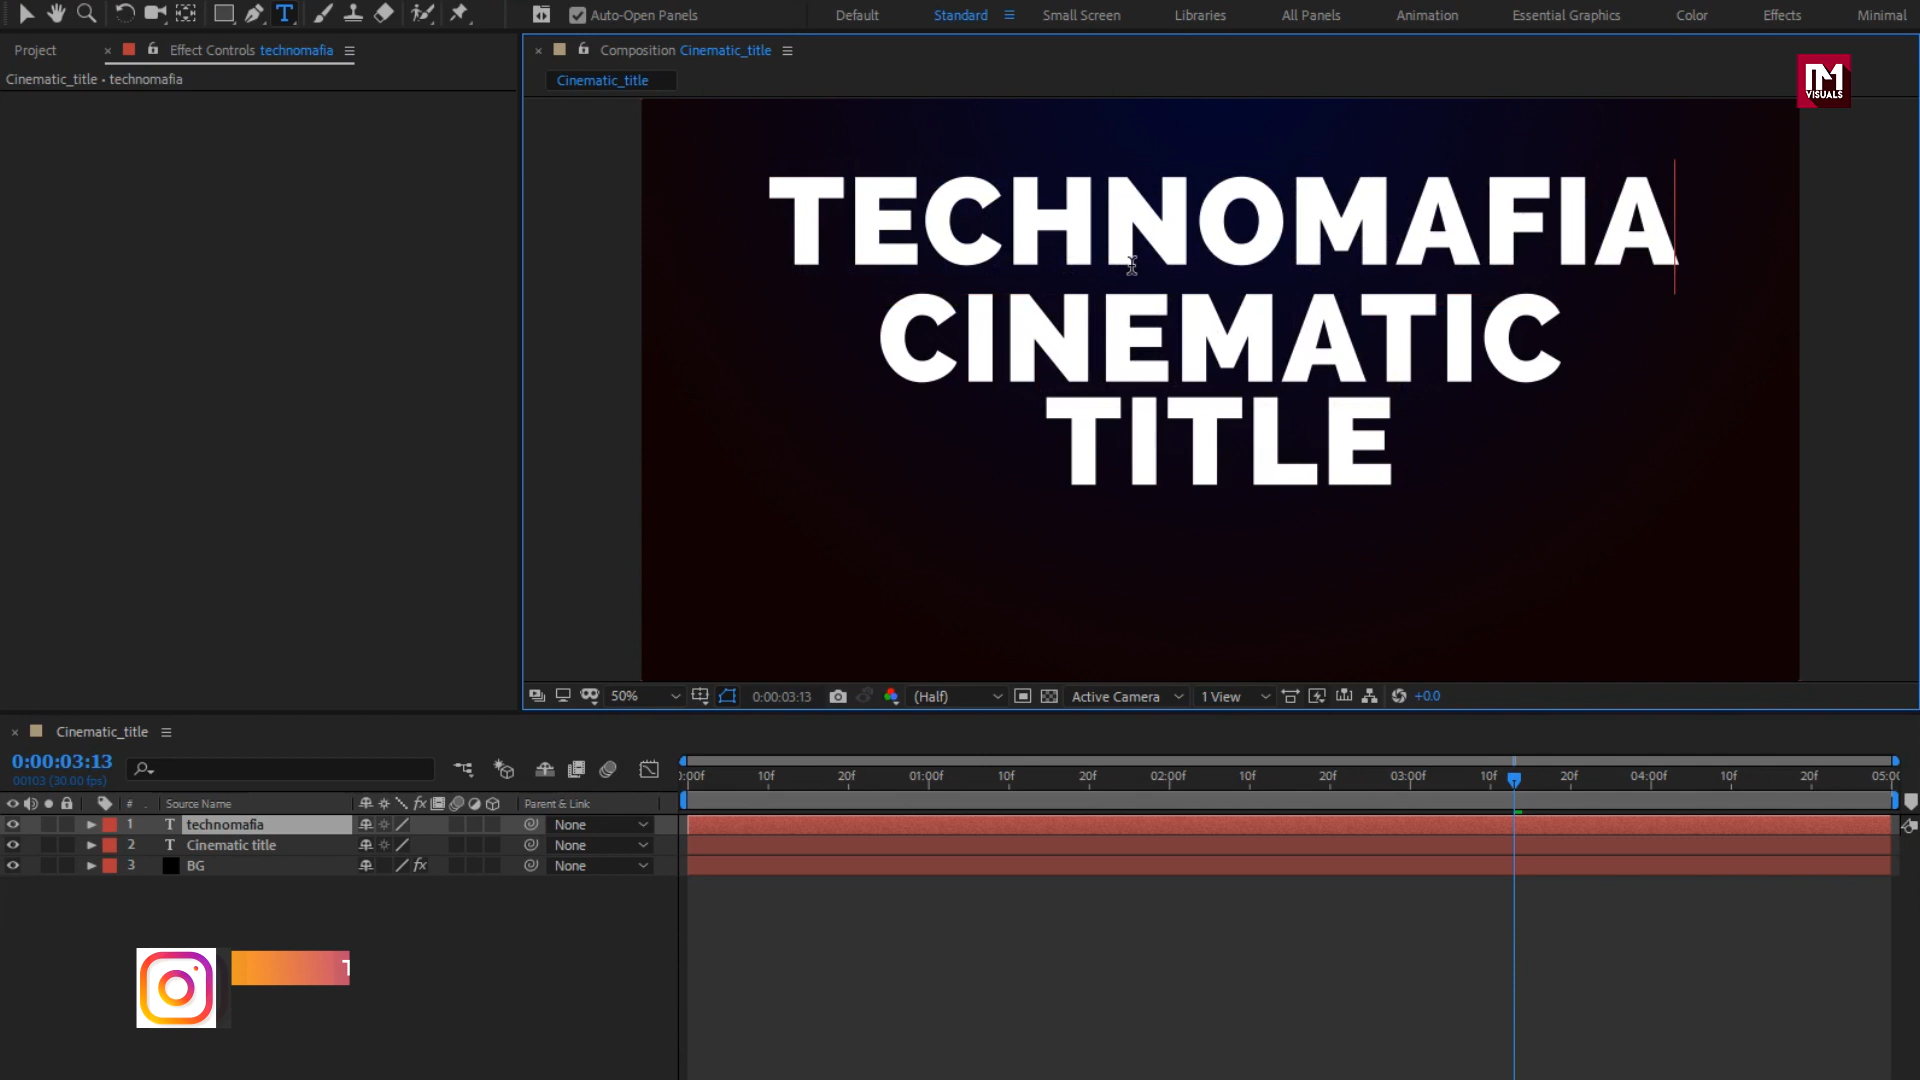 Auto-Open Panels Default Standard Small Screen Libraries All Panels Animation Essential Graphics Color Effects Minimal
Project Effect Controls technomafia
Composition Cinematic_title
Cinematic_title • technomafia
Cinematic_title
VISUALS
TECHNOMAFIA
CINEMATIC
TITLE
50% 0:00:03:13 (Half) Active Camera 1 View +0.0
Cinematic_title
0:00:03:13
00103 (30.00 fps)
:00f 10f 20f 01:00f 10f 20f 02:00f 10f 20f 03:00f 10f 20f 04:00f 10f 20f 05:00
# . Source Name fx Parent & Link
1 T technomafia None
2 T Cinematic title None
3 BG fx None
T